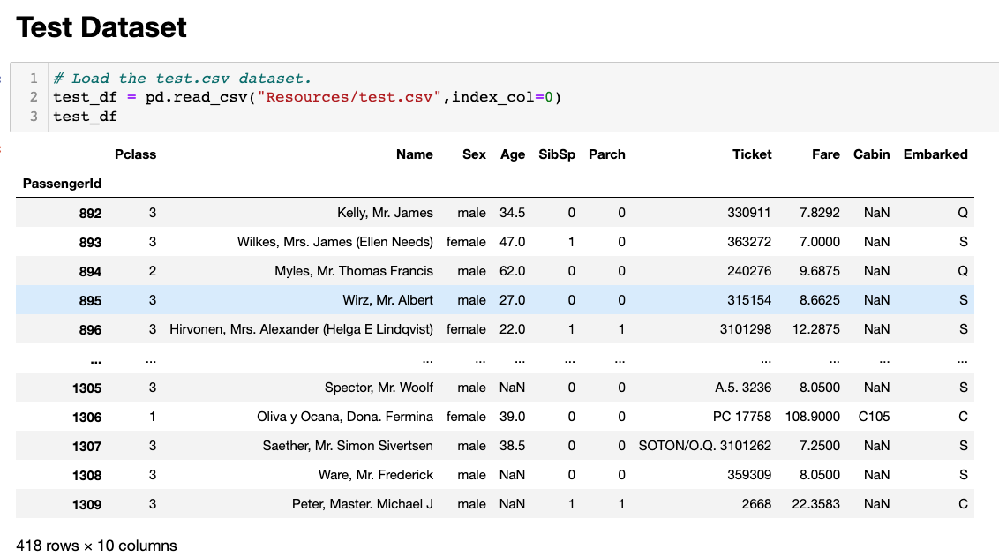 Test Dataset
1 # Load the test.csv dataset.
2 test_df = pd.read_csv("Resources/test.csv",index_col=0)
3 test_df
Pclass Name Sex Age SibSp Parch Ticket Fare Cabin Embarked
PassengerId
892 3 Kelly, Mr. James male 34.5 0 0 330911 7.8292 NaN Q
893 3 Wilkes, Mrs. James (Ellen Needs) female 47.0 1 0 363272 7.0000 NaN S
894 2 Myles, Mr. Thomas Francis male 62.0 0 0 240276 9.6875 NaN Q
895 3 Wirz, Mr. Albert male 27.0 0 0 315154 8.6625 NaN S
896 3 Hirvonen, Mrs. Alexander (Helga E Lindqvist) female 22.0 1 1 3101298 12.2875 NaN S
... ... ... ... ... ... ... ... ... ... ...
1305 3 Spector, Mr. Woolf male NaN 0 0 A.5. 3236 8.0500 NaN S
1306 1 Oliva y Ocana, Dona. Fermina female 39.0 0 0 PC 17758 108.9000 C105 C
1307 3 Saether, Mr. Simon Sivertsen male 38.5 0 0 SOTON/O.Q. 3101262 7.2500 NaN S
1308 3 Ware, Mr. Frederick male NaN 0 0 359309 8.0500 NaN S
1309 3 Peter, Master. Michael J male NaN 1 1 2668 22.3583 NaN C
418 rows × 10 columns